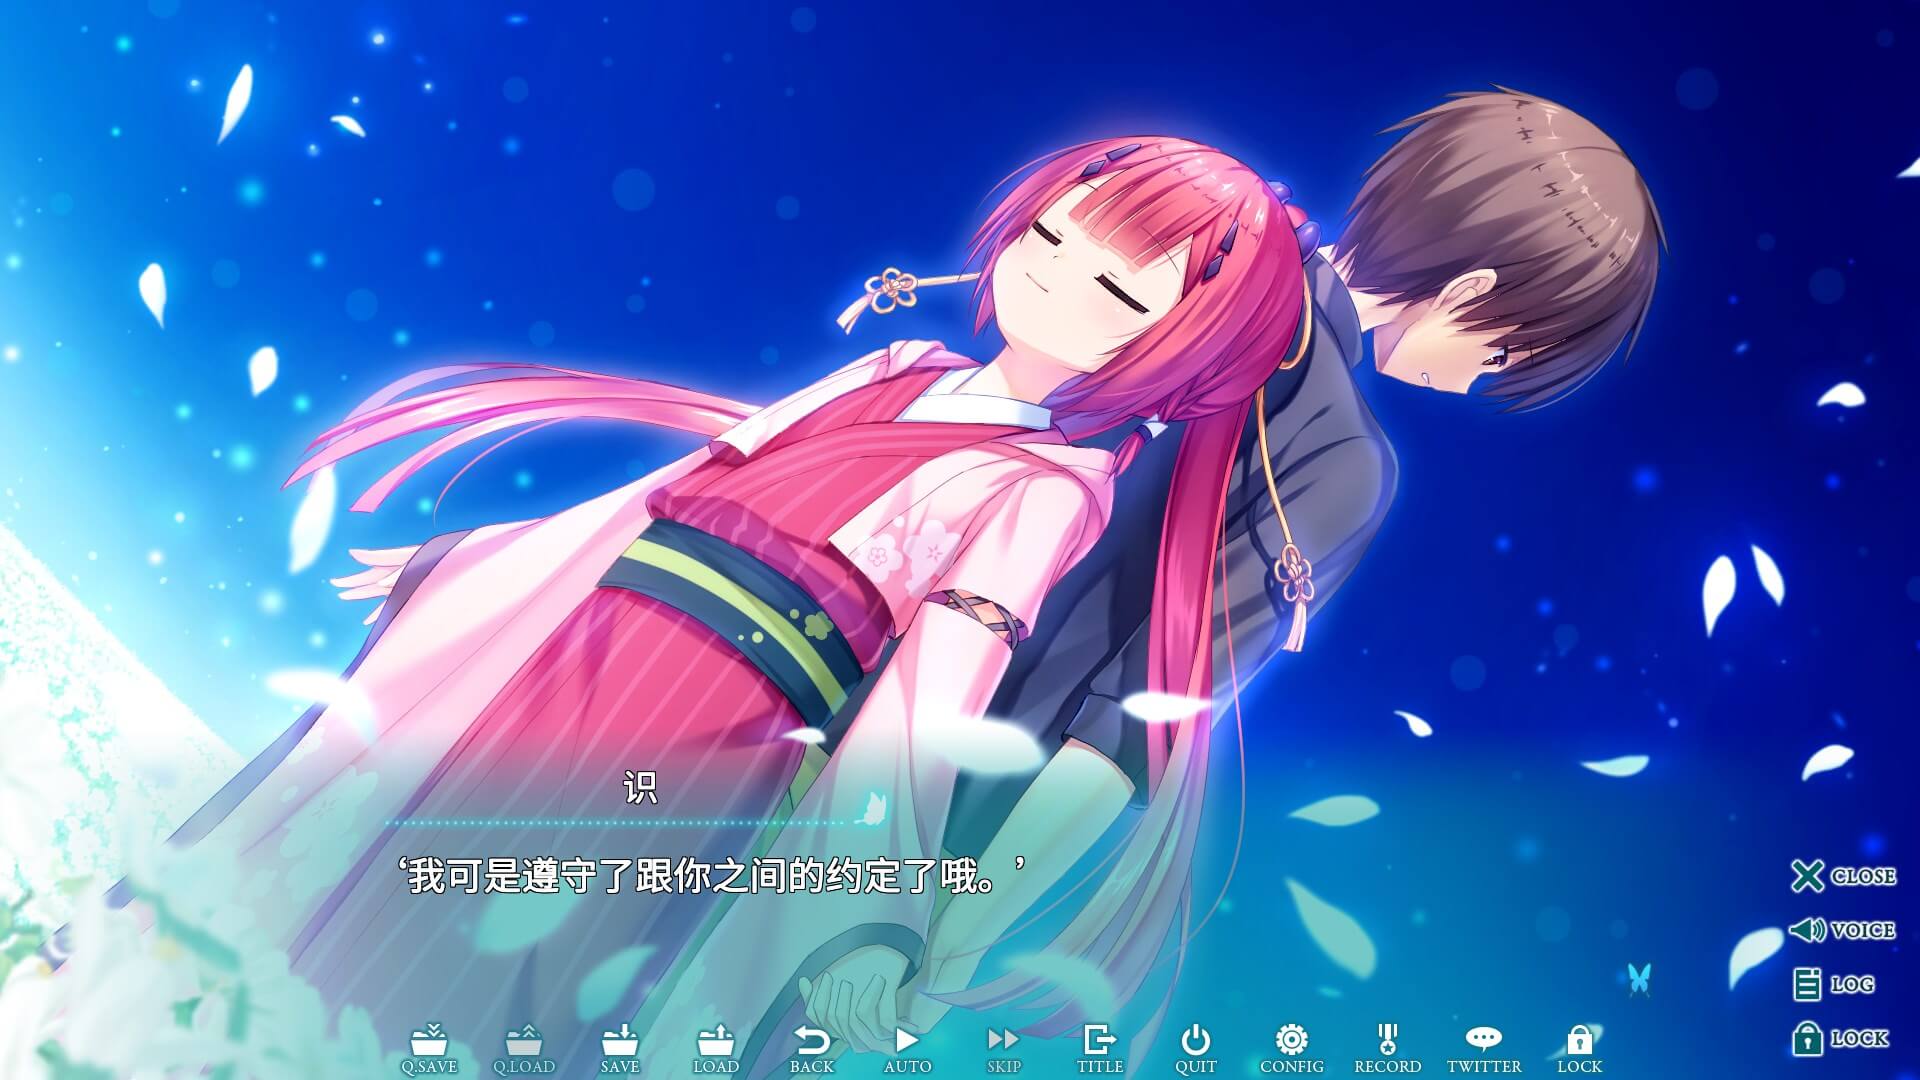 识
‘我可是遵守了跟你之间的约定了哦。’
CLOSE
VOICE
LOG
LOCK
Q.SAVE Q.LOAD SAVE LOAD BACK AUTO SKIP TITLE QUIT CONFIG RECORD TWITTER LOCK